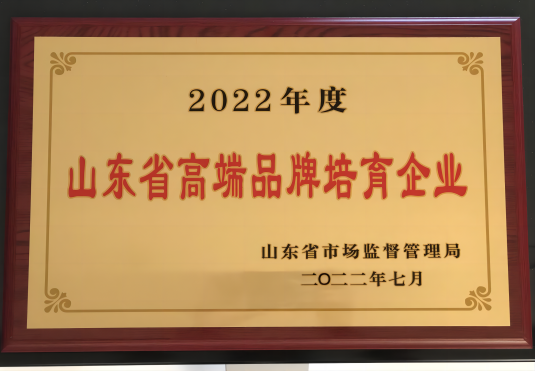 2022年度
山东省高端品牌培育企业
山东省市场监督管理局
二〇二二年七月